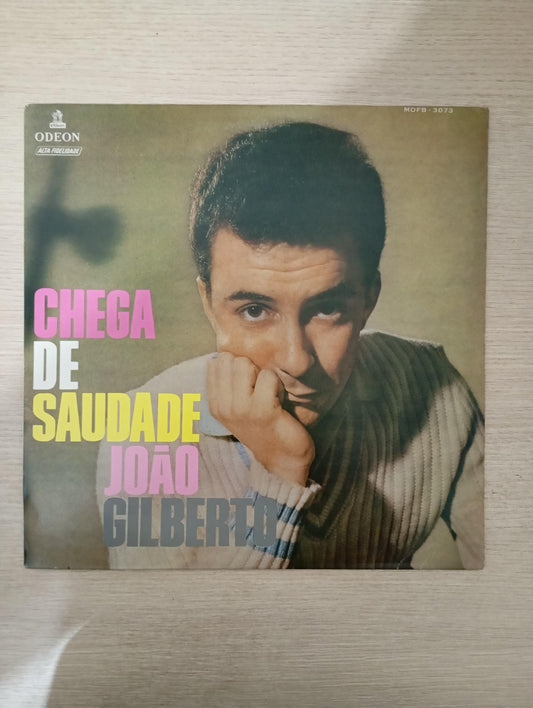 ODEON
ALTA FIDELIDADE
MOFB - 3073
CHEGA
DE
SAUDADE
JOÃO
GILBERTO